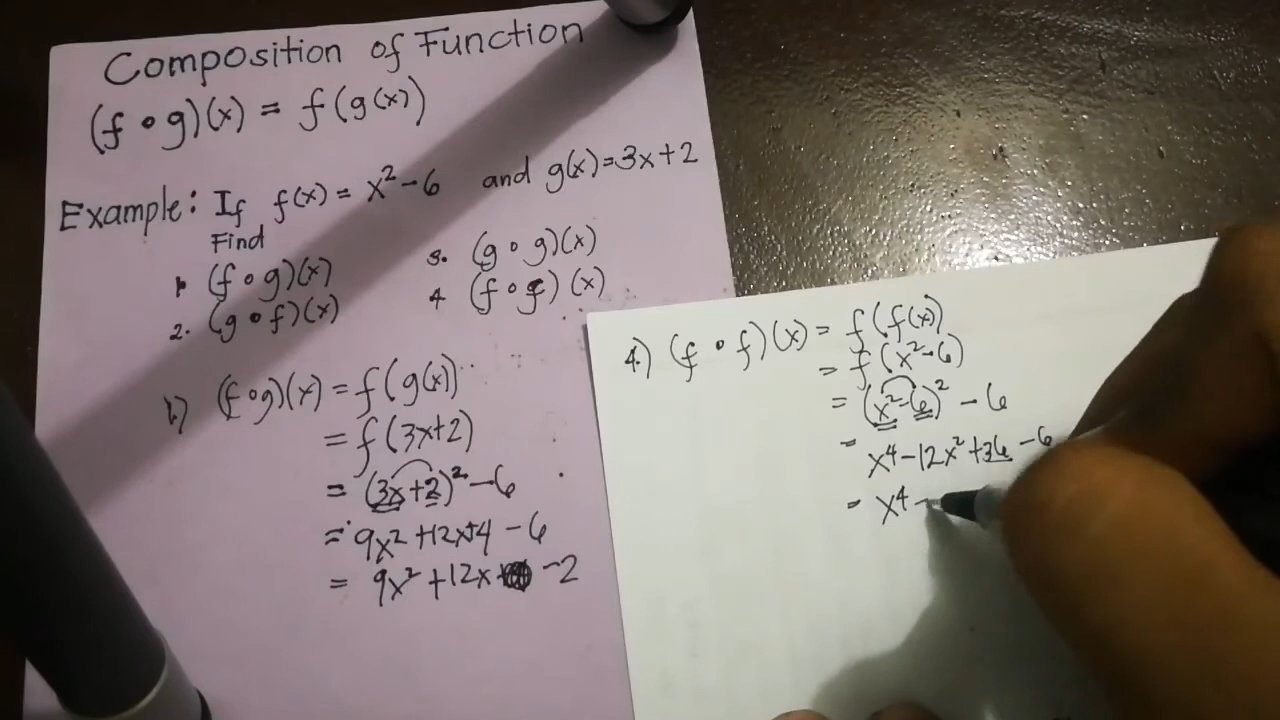 Composition of Function
(f∘g)(x) = f(g(x))
Example: If f(x) = x²-6 and g(x)=3x+2
Find
1. (f∘g)(x)
2. (g∘f)(x)
3. (g∘g)(x)
4. (f∘f)(x)
1.) (f∘g)(x) = f(g(x))
= f(3x+2)
= (3x+2)²-6
= 9x²+12x+4-6
= 9x²+12x -2
4.) (f∘f)(x) = f(f(x))
= f(x²-6)
= (x²-6)²-6
= x⁴-12x²+36-6
= x⁴-